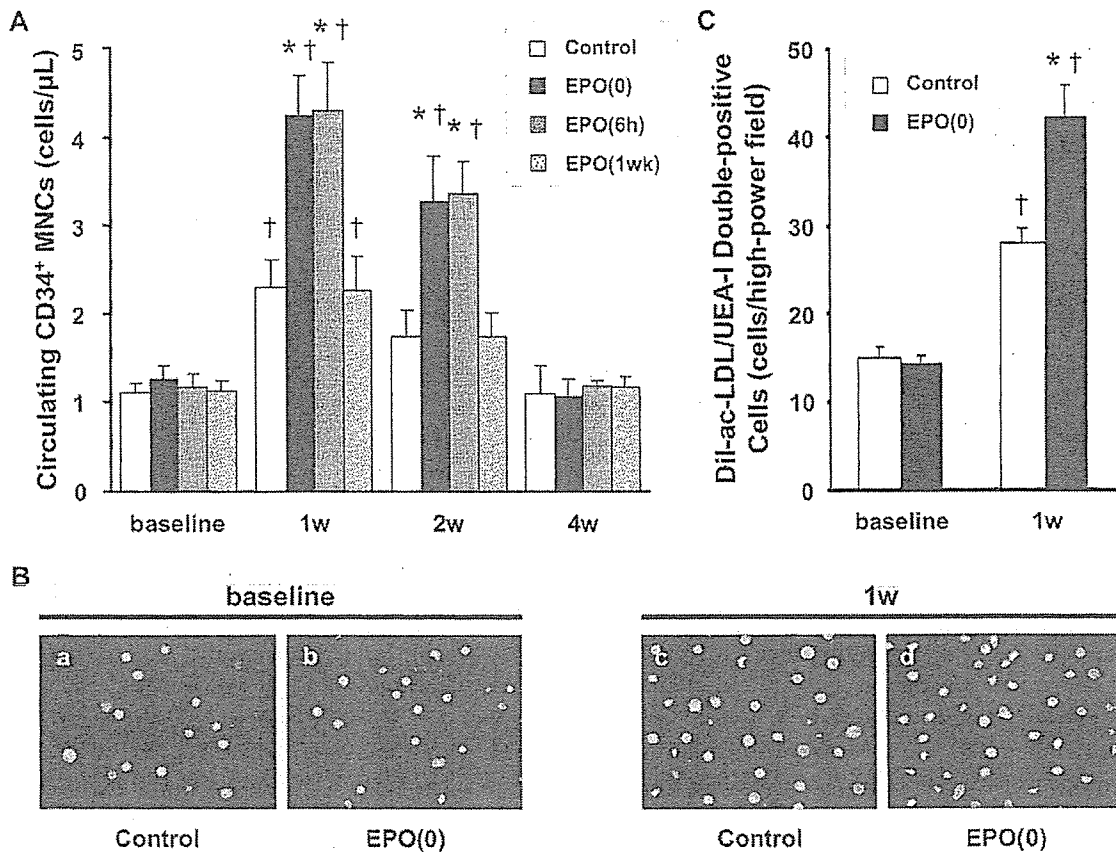 A
Circulating CD34⁺ MNCs (cells/µL)
5
4
3
2
1
0
* †
* †
†
†
* †
* †
Control
EPO(0)
EPO(6h)
EPO(1wk)
baseline
1w
2w
4w
C
Dil-ac-LDL/UEA-I Double-positive
Cells (cells/high-power field)
50
40
30
20
10
0
* †
†
Control
EPO(0)
baseline
1w
B
baseline
1w
a
b
c
d
Control
EPO(0)
Control
EPO(0)